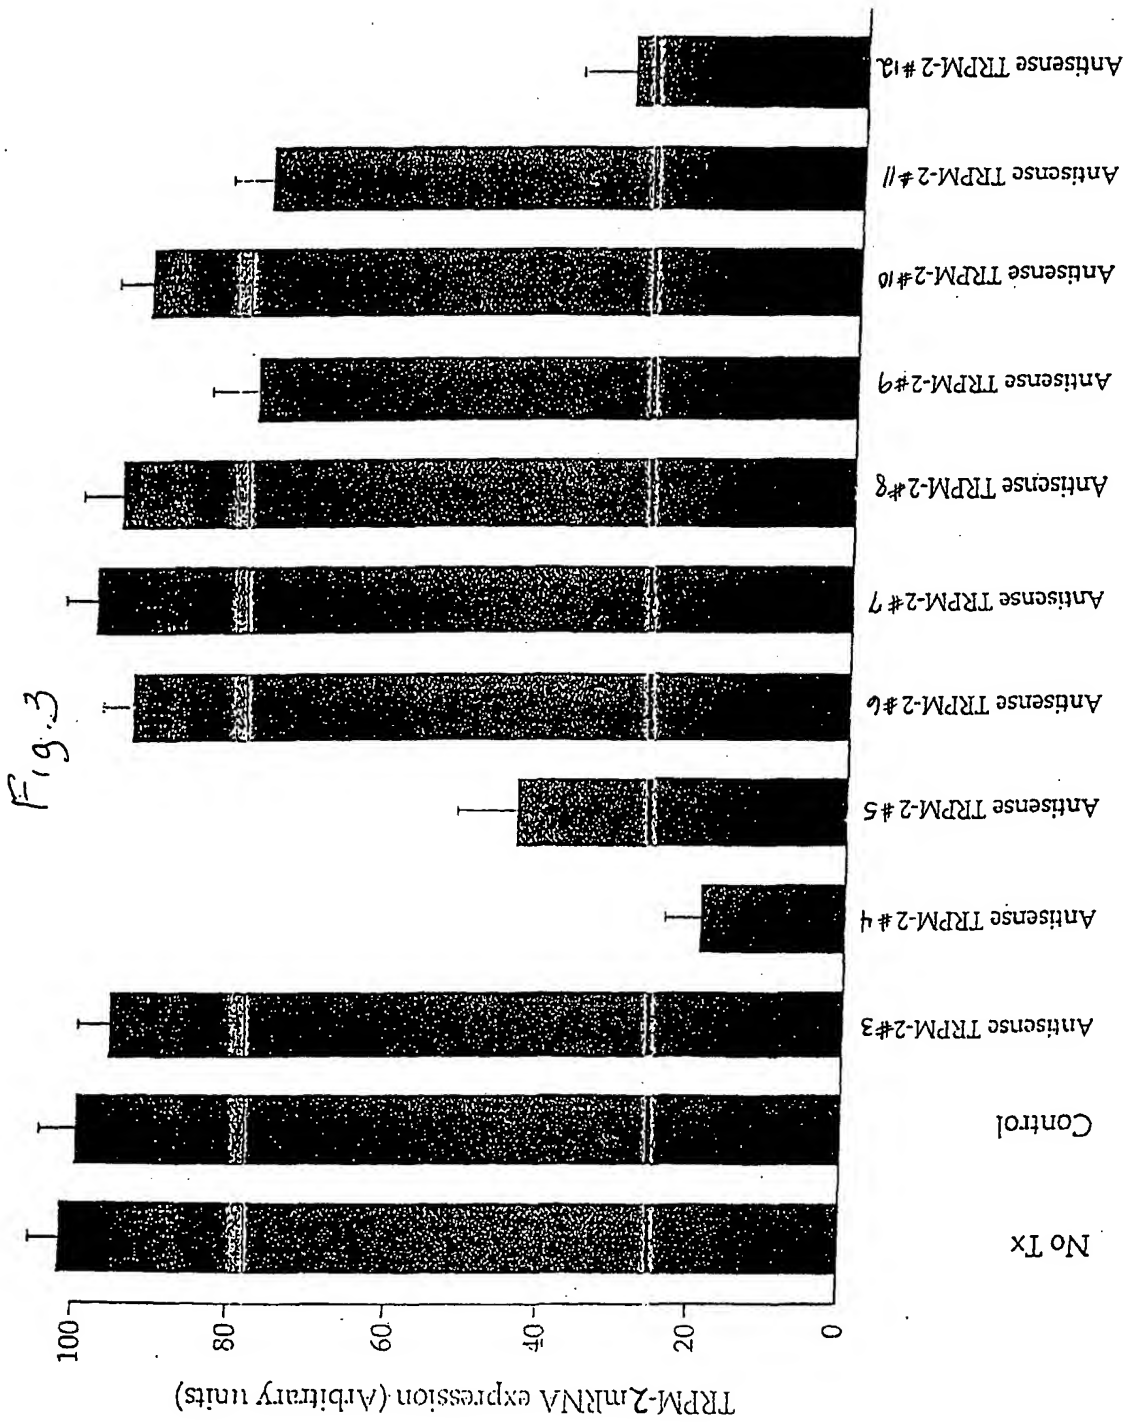 Fig. 3
TRPM-2 mRNA expression (Arbitrary units)
100
80
60
40
20
0
No Tx
Control
Antisense TRPM-2 #3
Antisense TRPM-2 #4
Antisense TRPM-2 #5
Antisense TRPM-2 #6
Antisense TRPM-2 #7
Antisense TRPM-2 #8
Antisense TRPM-2 #9
Antisense TRPM-2 #10
Antisense TRPM-2 #11
Antisense TRPM-2 #12